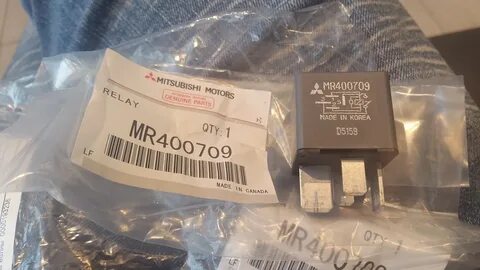 MITSUBISHI MOTORS
GENUINE PARTS
RELAY
QTY. 1
MR400709
LF
MADE IN CANADA
MR400709
MADE IN KOREA
D5159
QTY. 1
MR400709
LF